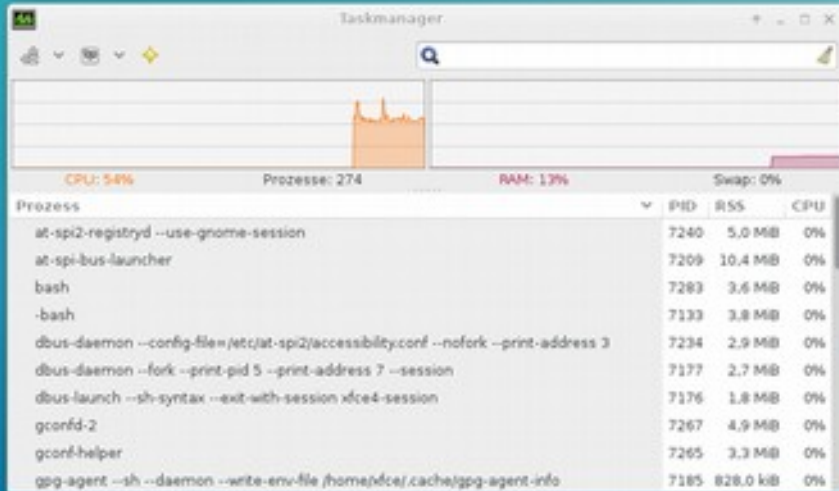 Taskmanager
CPU: 54% Prozesse: 274 RAM: 13% Swap: 0%
Prozess PID RSS CPU
at-spi2-registryd --use-gnome-session 7240 5,0 MiB 0%
at-spi-bus-launcher 7209 10,4 MiB 0%
bash 7283 3,6 MiB 0%
-bash 7133 3,8 MiB 0%
dbus-daemon --config-file=/etc/at-spi2/accessibility.conf --nofork --print-address 3 7234 2,9 MiB 0%
dbus-daemon --fork --print-pid 5 --print-address 7 --session 7177 2,7 MiB 0%
dbus-launch --sh-syntax --exit-with-session xfce4-session 7176 1,8 MiB 0%
gconfd-2 7267 4,9 MiB 0%
gconf-helper 7265 3,3 MiB 0%
gpg-agent --sh --daemon --write-env-file /home/xfce/.cache/gpg-agent-info 7185 828,0 kiB 0%